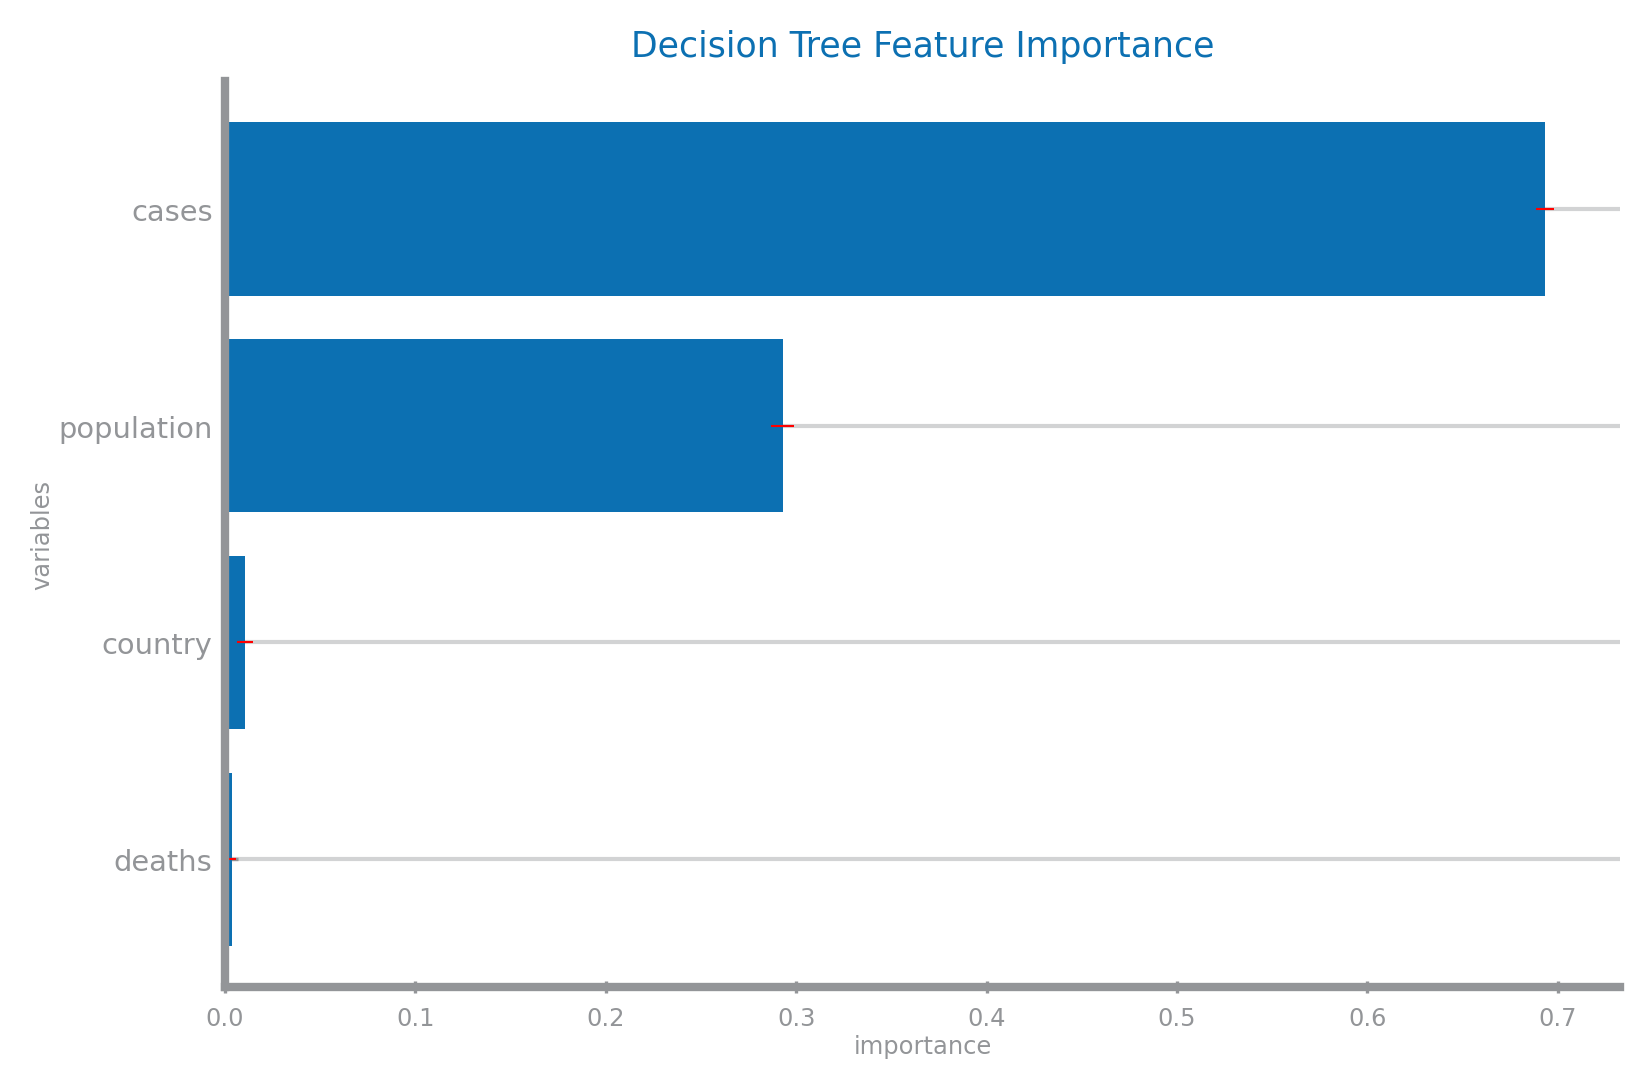 Decision Tree Feature Importance
cases
population
country
deaths
variables
0.0 0.1 0.2 0.3 0.4 0.5 0.6 0.7
importance